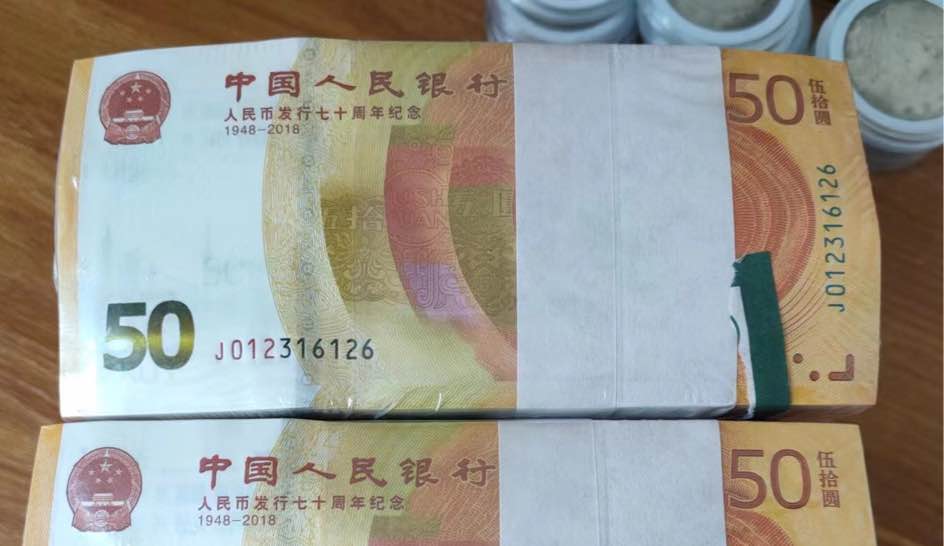 中国人民银行
人民币发行七十周年纪念
1948-2018
50
伍拾圆
J012316126
50
J012316126
中国人民银行
人民币发行七十周年纪念
1948-2018
50
伍拾圆